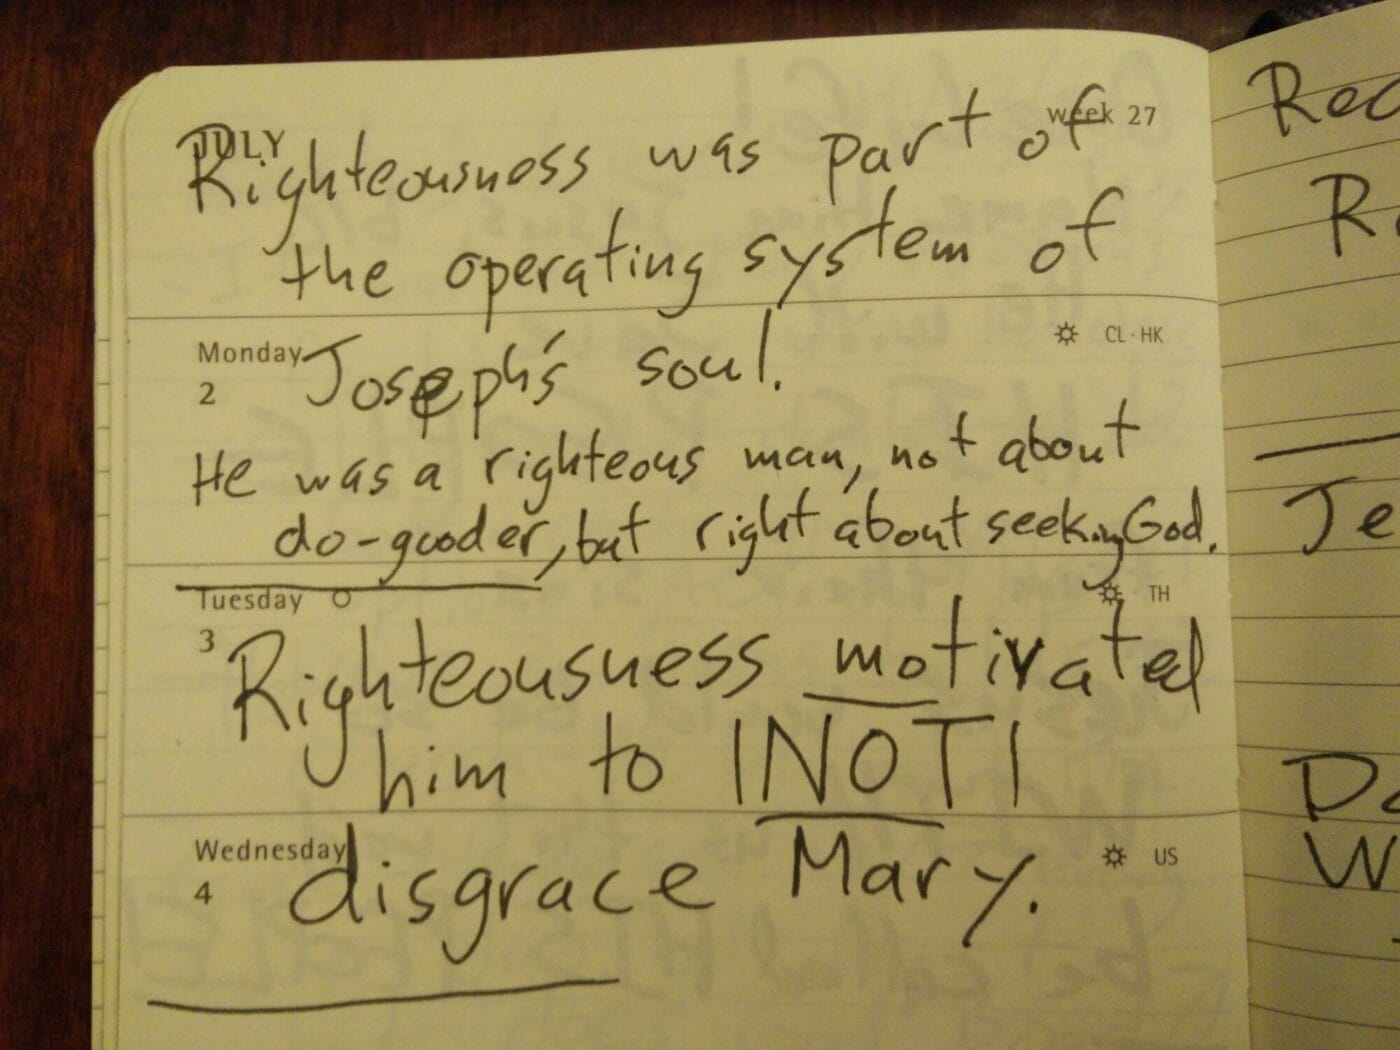 JULY week 27
Righteousness was part of
the operating system of
Monday CL·HK
2 Joseph's soul.
He was a righteous man, not about
do-gooder, but right about seeking God.
Tuesday TH
3
Righteousness motivated
him to |NOT|
Wednesday US
4 disgrace Mary.
Je